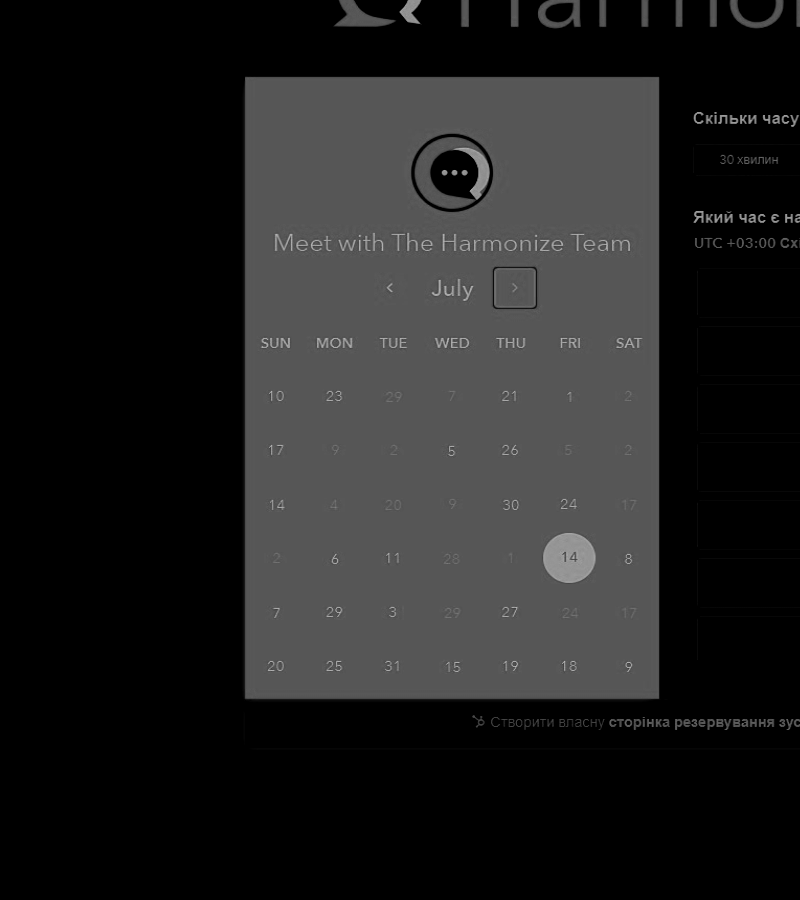 Harmon
Meet with The Harmonize Team
July
SUN MON TUE WED THU FRI SAT
10 23 29 7 21 1 2
17 9 2 5 26 5 2
14 4 20 9 30 24 17
2 6 11 28 1 14 8
7 29 3 29 27 24 17
20 25 31 15 19 18 9
Скільки часу
30 хвилин
Який час є на
UTC +03:00
Створити власну сторінка резервування зус